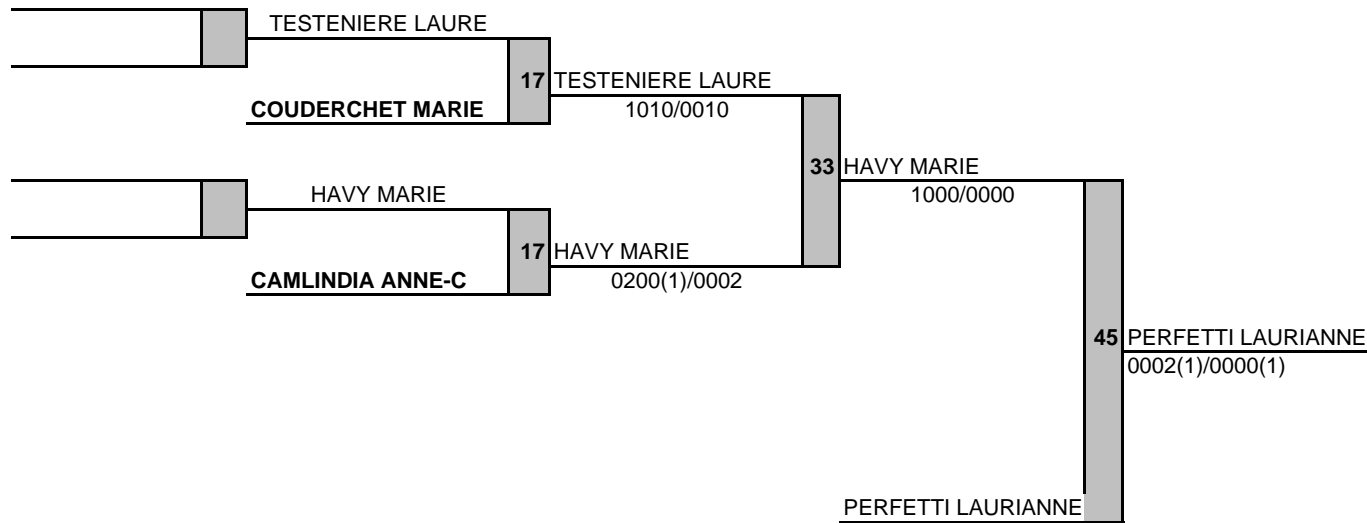 TESTENIERE LAURE
17 TESTENIERE LAURE
COUDERCHET MARIE
1010/0010
33 HAVY MARIE
HAVY MARIE
1000/0000
17 HAVY MARIE
CAMLINDIA ANNE-C
0200(1)/0002
45 PERFETTI LAURIANNE
0002(1)/0000(1)
PERFETTI LAURIANNE